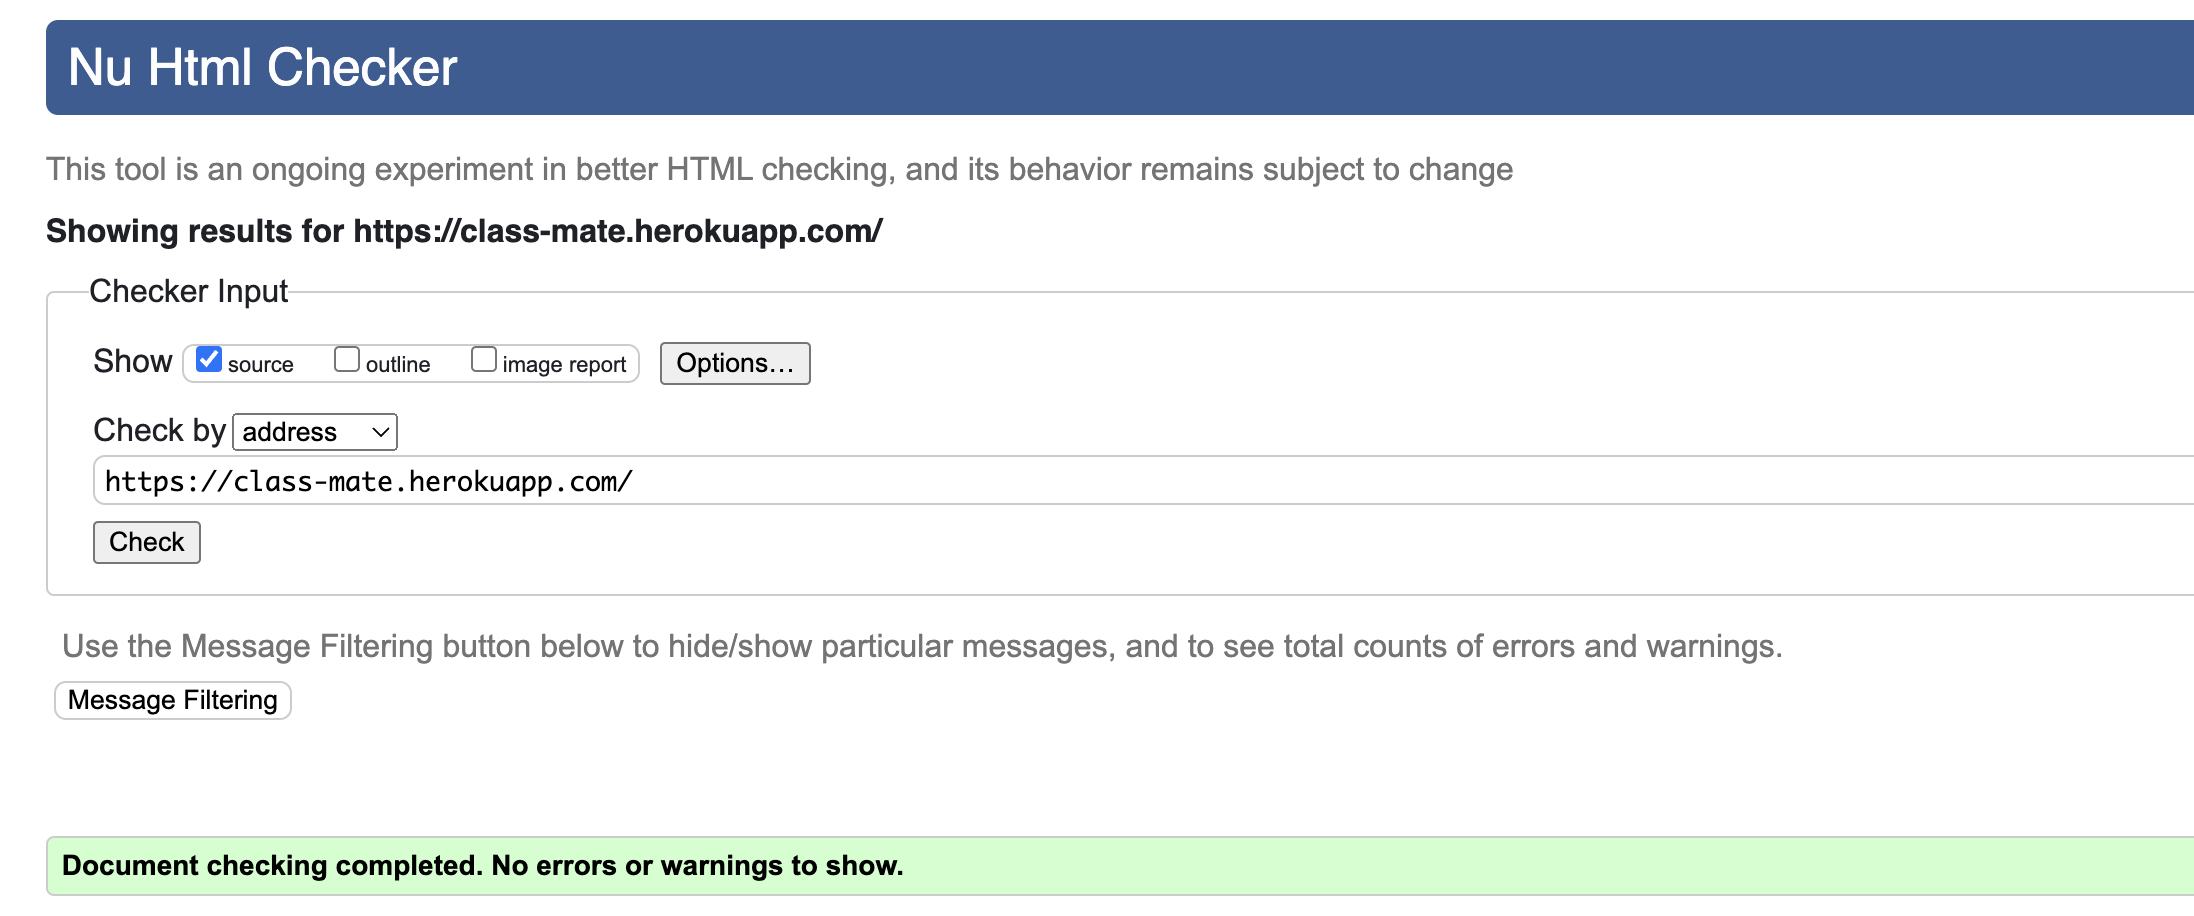 Nu Html Checker
This tool is an ongoing experiment in better HTML checking, and its behavior remains subject to change
Showing results for https://class-mate.herokuapp.com/
Checker Input
Show source outline image report Options...
Check by address
https://class-mate.herokuapp.com/
Check
Use the Message Filtering button below to hide/show particular messages, and to see total counts of errors and warnings.
Message Filtering
Document checking completed. No errors or warnings to show.